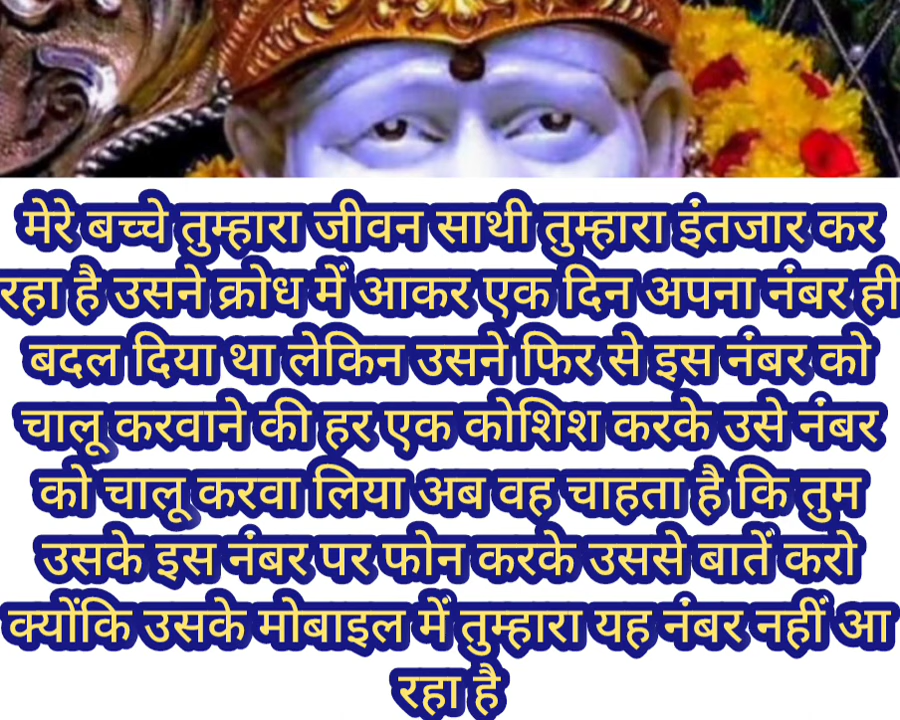 मेरे बच्चे तुम्हारा जीवन साथी तुम्हारा इंतजार कर
रहा है उसने क्रोध में आकर एक दिन अपना नंबर ही
बदल दिया था लेकिन उसने फिर से इस नंबर को
चालू करवाने की हर एक कोशिश करके उसे नंबर
को चालू करवा लिया अब वह चाहता है कि तुम
उसके इस नंबर पर फोन करके उससे बातें करो
क्योंकि उसके मोबाइल में तुम्हारा यह नंबर नहीं आ
रहा है